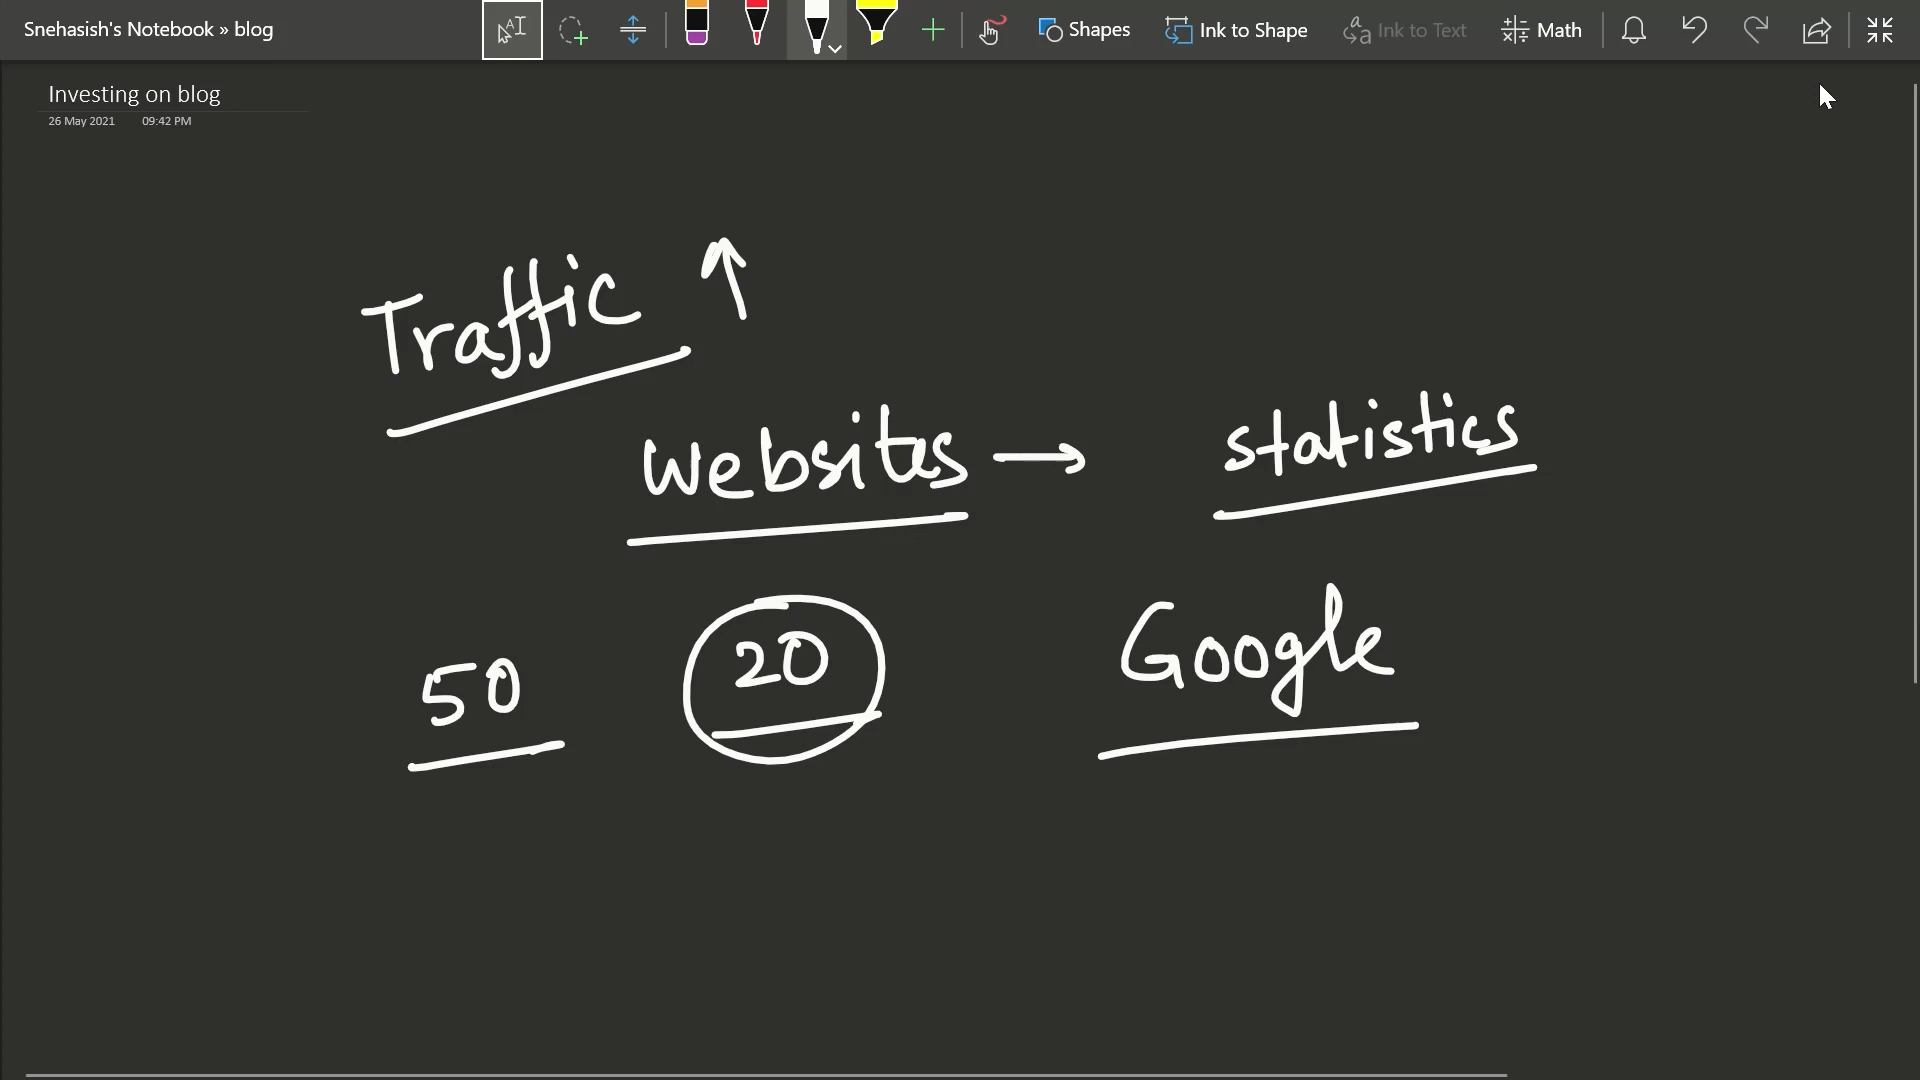 Snehasish's Notebook » blog
Shapes
Ink to Shape
Ink to Text
Math
Investing on blog
26 May 2021 09:42 PM
Traffic ↑
Websites → statistics
50 20 Google